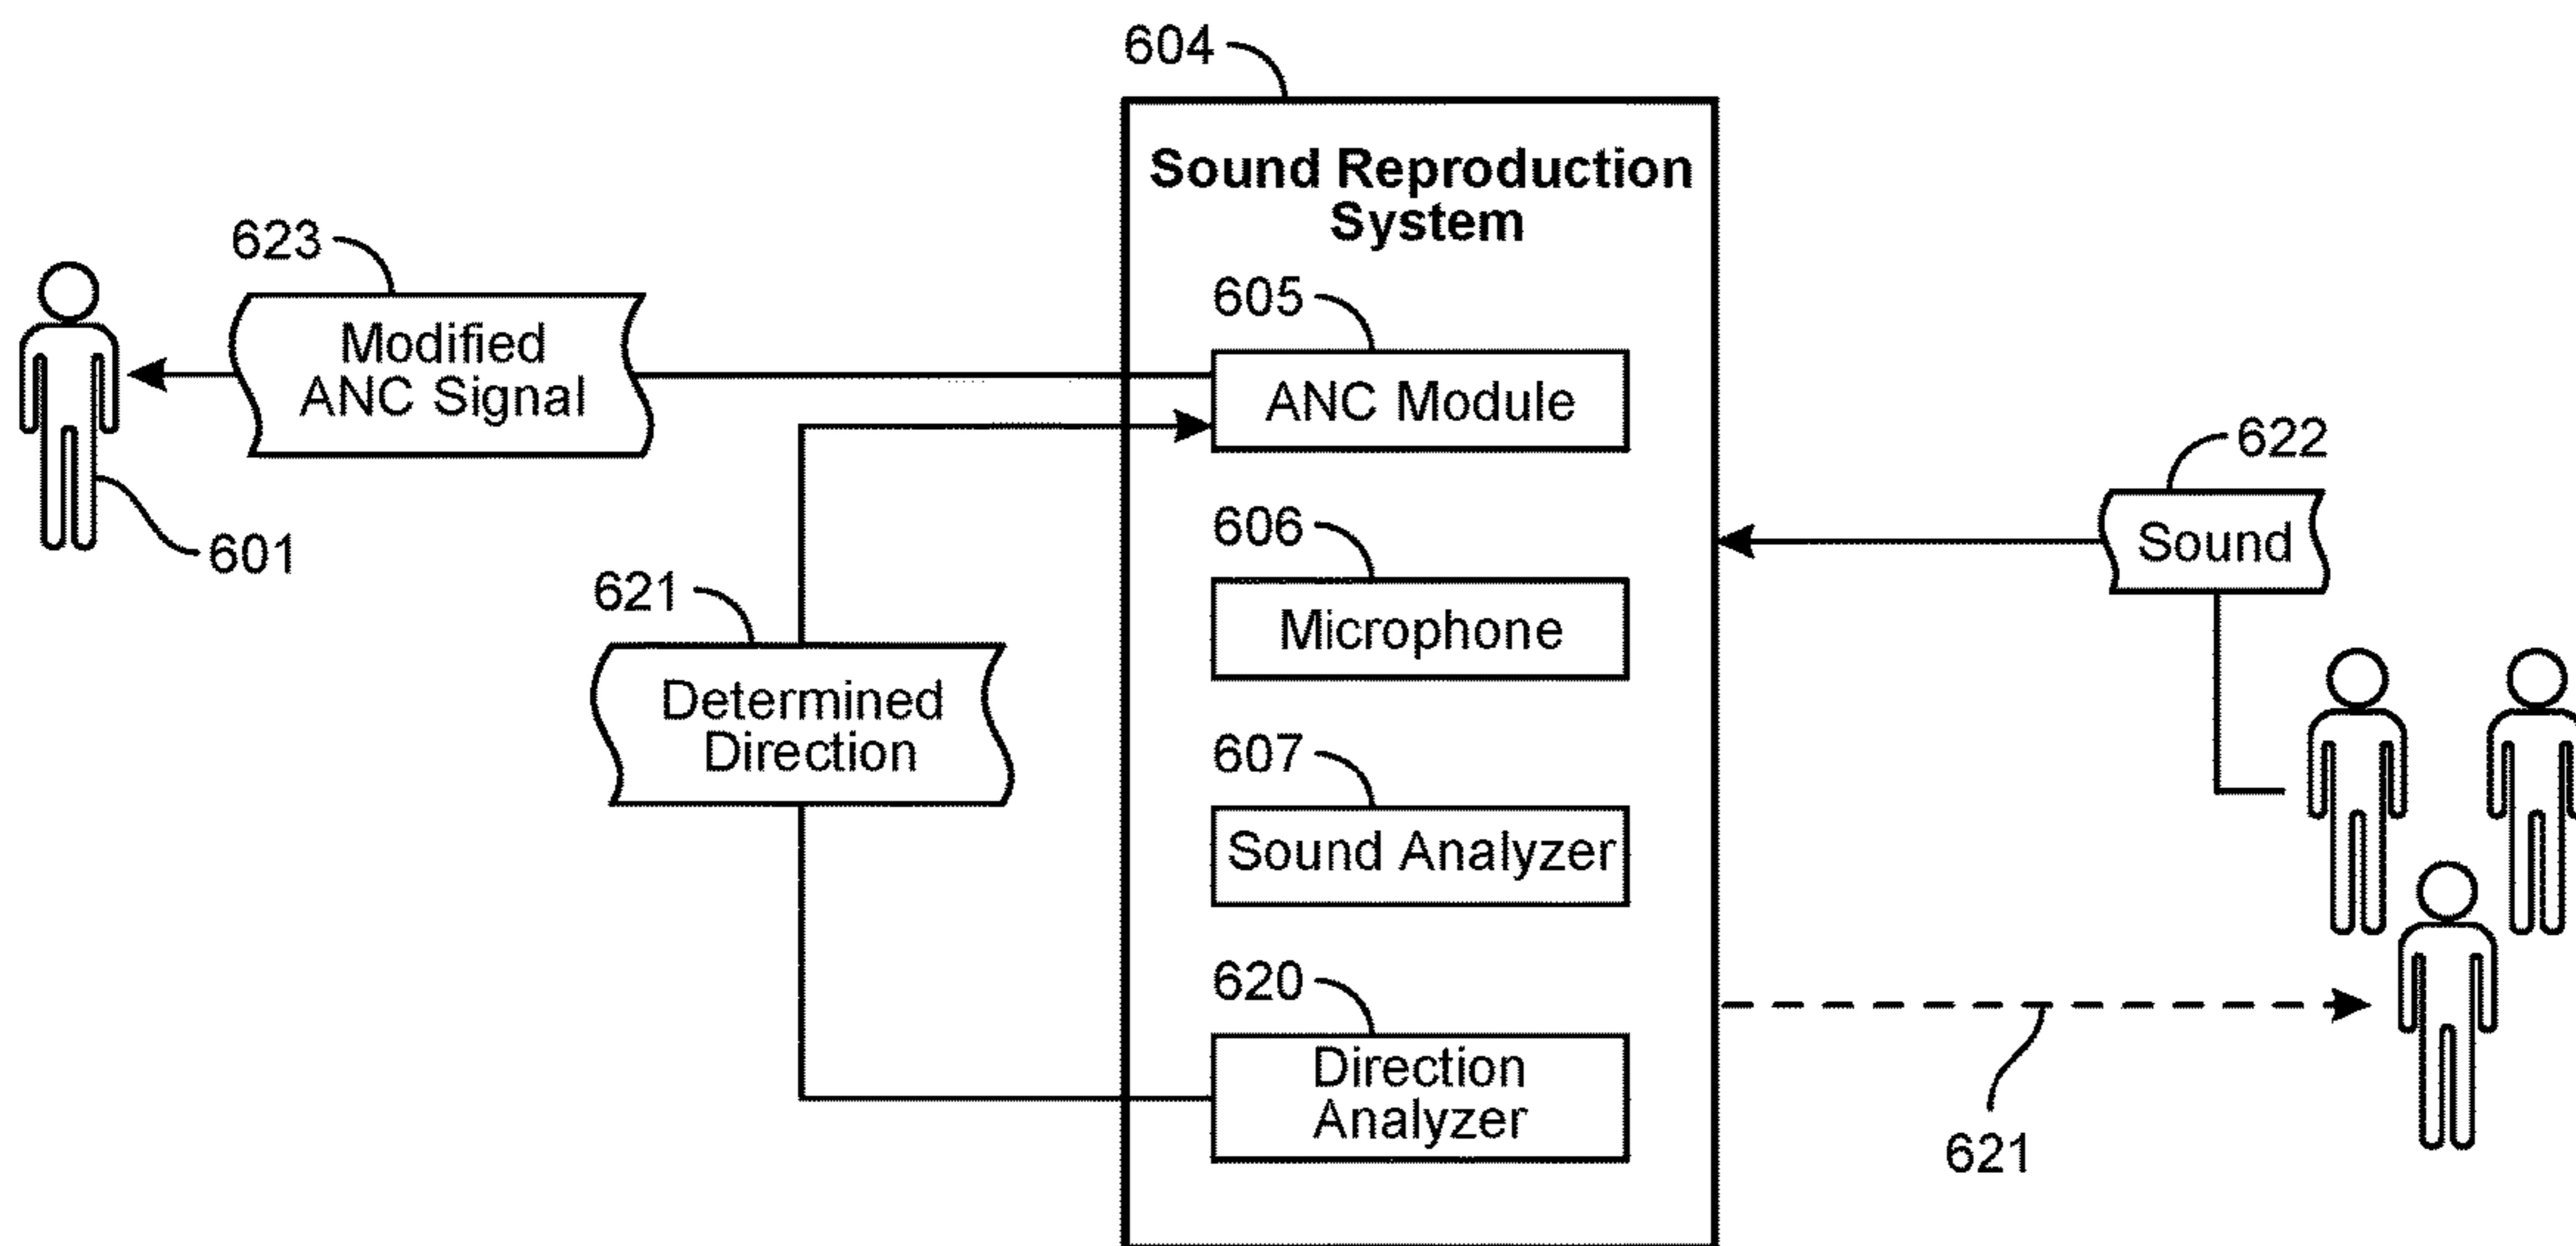 604
Sound Reproduction
System
623
Modified
ANC Signal
605
ANC Module
622
Sound
601
606
Microphone
621
Determined
Direction
607
Sound Analyzer
620
Direction
Analyzer
621